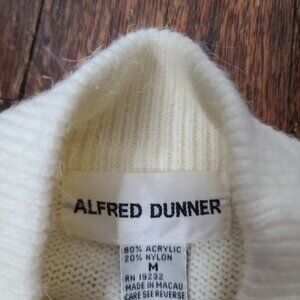 ALFRED DUNNER
80% ACRYLIC
20% NYLON
M
RN 19232
MADE IN MACAU
CARE SEE REVERSE